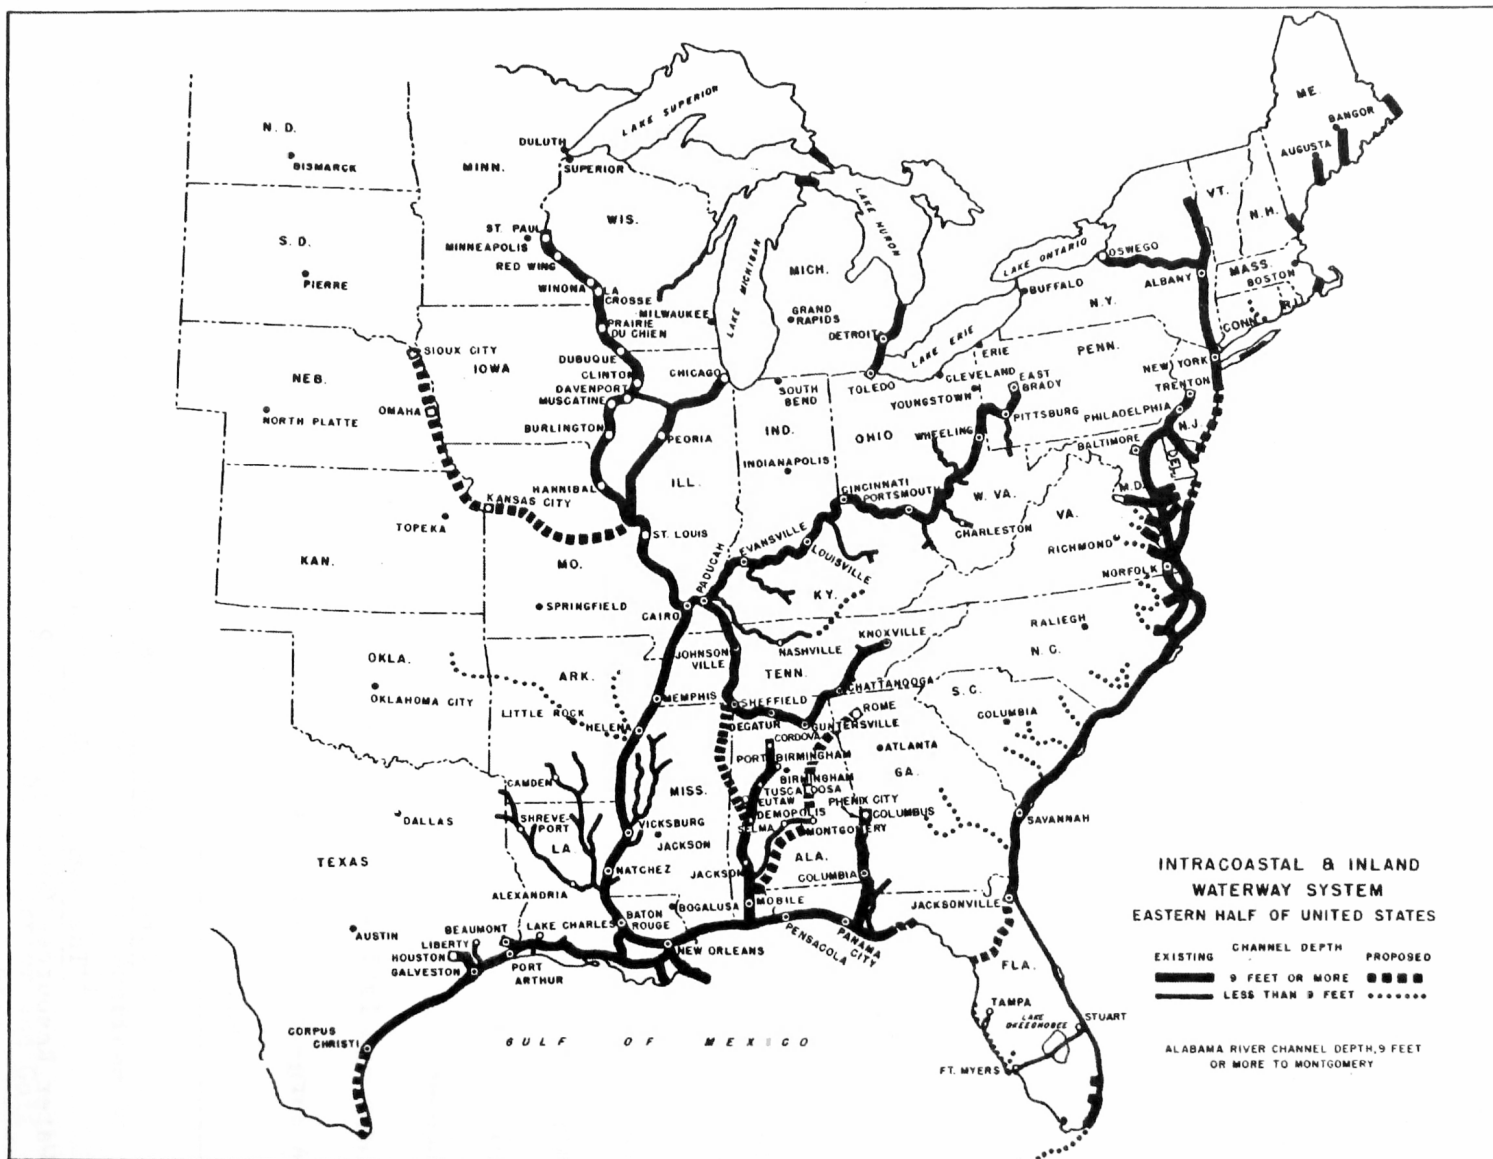 LAKE SUPERIOR
ME.
BANGOR
AUGUSTA
N. D.
BISMARCK
MINN.
DULUTH
SUPERIOR
VT.
N.H.
WIS.
ST. PAUL
MINNEAPOLIS
RED WING
LAKE HURON
LAKE ONTARIO
OSWEGO
S. D.
PIERRE
WINONA
LA
CROSSE
LAKE MICHIGAN
MICH.
MASS.
BOSTON
ALBANY
BUFFALO
N.Y.
R.I.
CONN.
MILWAUKEE
GRAND
RAPIDS
PRAIRIE
DU CHIEN
DETROIT
LAKE ERIE
ERIE
PENN.
NEW YORK
SIOUX CITY
IOWA
DUBUQUE
CLINTON
DAVENPORT
MUSCATINE
CHICAGO
SOUTH
BEND
TOLEDO
CLEVELAND
YOUNGSTOWN
EAST
BRADY
TRENTON
NEB.
NORTH PLATTE
OMAHA
BURLINGTON
PEORIA
IND.
OHIO
WHEELING
PITTSBURG
PHILADELPHIA
N.J.
BALTIMORE
DEL.
INDIANAPOLIS
HANNIBAL
ILL.
CINCINNATI
PORTSMOUTH
W. VA.
M.D.
KANSAS
CITY
TOPEKA
ST. LOUIS
EVANSVILLE
LOUISVILLE
CHARLESTON
VA.
RICHMOND
KAN.
MO.
PADUCAH
KY.
NORFOLK
SPRINGFIELD
CAIRO
RALIEGH
N. C.
OKLA.
OKLAHOMA CITY
ARK.
JOHNSON
VILLE
NASHVILLE
KNOXVILLE
TENN.
MEMPHIS
SHEFFIELD
CHATTANOOGA
S. C.
COLUMBIA
LITTLE ROCK
HELENA
DECATUR
GUNTERSVILLE
ROME
CORDOVA
ATLANTA
PORT BIRMINGHAM
BIRMINGHAM
GA.
CAMDEN
MISS.
TUSCALOOSA
EUTAW
DEMOPOLIS
PHENIX CITY
COLUMBUS
DALLAS
SHREVE-
PORT
VICKSBURG
SELMA
MONTGOMERY
SAVANNAH
TEXAS
LA.
JACKSON
NATCHEZ
JACKSON
ALA.
COLUMBIA
ALEXANDRIA
BOGALUSA
MOBILE
JACKSONVILLE
AUSTIN
BEAUMONT
LAKE CHARLES
BATON
ROUGE
LIBERTY
HOUSTON
GALVESTON
PORT
ARTHUR
NEW ORLEANS
PENSACOLA
PANAMA
CITY
FLA.
TAMPA
LAKE
OKEECHOBEE
STUART
CORPUS
CHRISTI
GULF OF MEXICO
FT. MYERS
INTRACOASTAL & INLAND
WATERWAY SYSTEM
EASTERN HALF OF UNITED STATES
CHANNEL DEPTH
EXISTING PROPOSED
9 FEET OR MORE
LESS THAN 9 FEET
ALABAMA RIVER CHANNEL DEPTH, 9 FEET
OR MORE TO MONTGOMERY